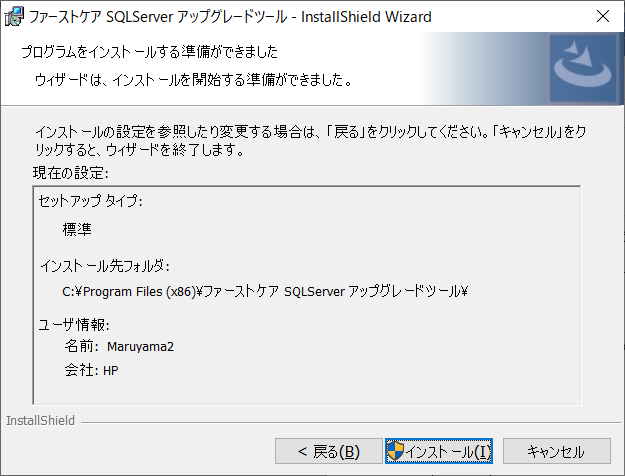 ファーストケア SQLServer アップグレードツール - InstallShield Wizard
プログラムをインストールする準備ができました
ウィザードは、インストールを開始する準備ができました。
インストールの設定を参照したり変更する場合は、「戻る」をクリックしてください。「キャンセル」をク
リックすると、ウィザードを終了します。
現在の設定:
セットアップ タイプ:
標準
インストール先フォルダ:
C:¥Program Files (x86)¥ファーストケア SQLServer アップグレードツール¥
ユーザ情報:
名前: Maruyama2
会社: HP
InstallShield
< 戻る(B)
インストール(I)
キャンセル